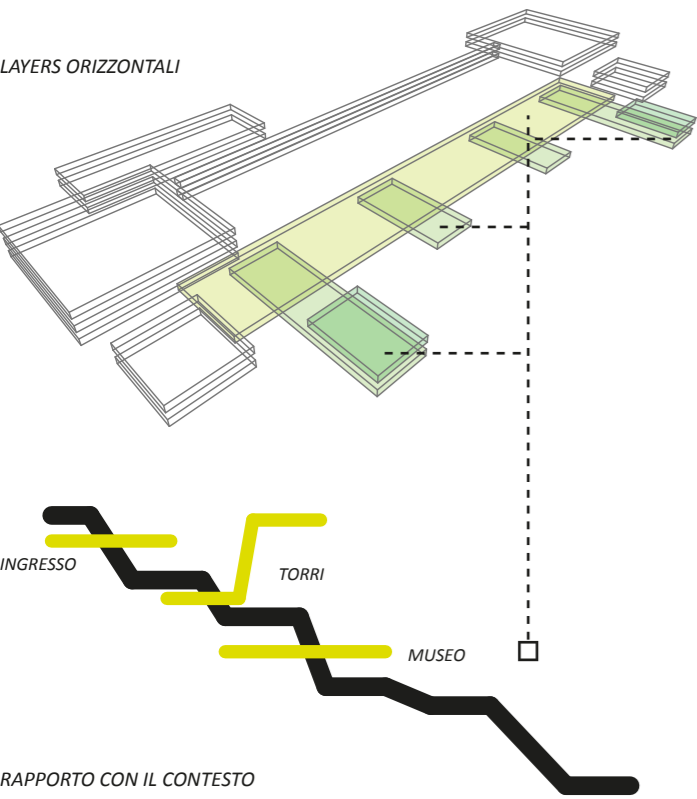 LAYERS ORIZZONTALI
INGRESSO
TORRI
MUSEO
RAPPORTO CON IL CONTESTO